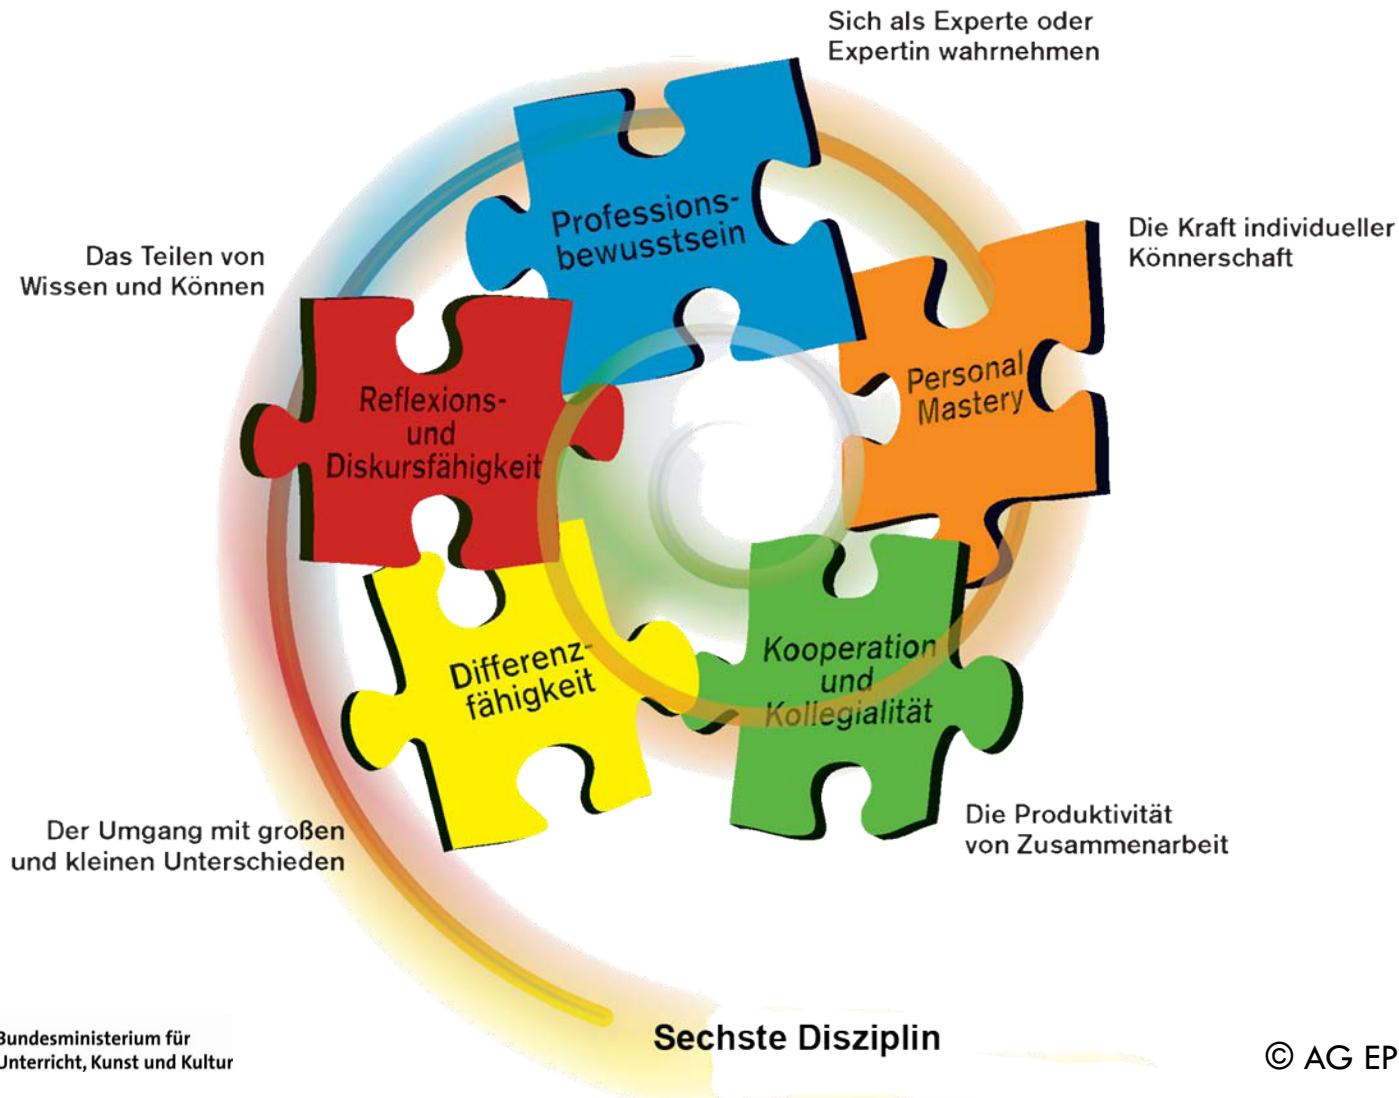 Sich als Experte oder
Expertin wahrnehmen
Professions-
bewusstsein
Die Kraft individueller
Könnerschaft
Das Teilen von
Wissen und Können
Personal
Mastery
Reflexions-
und
Diskursfähigkeit
Differenz-
fähigkeit
Kooperation
und
Kollegialität
Der Umgang mit großen
und kleinen Unterschieden
Die Produktivität
von Zusammenarbeit
Sechste Disziplin
Bundesministerium für
Unterricht, Kunst und Kultur
© AG EP